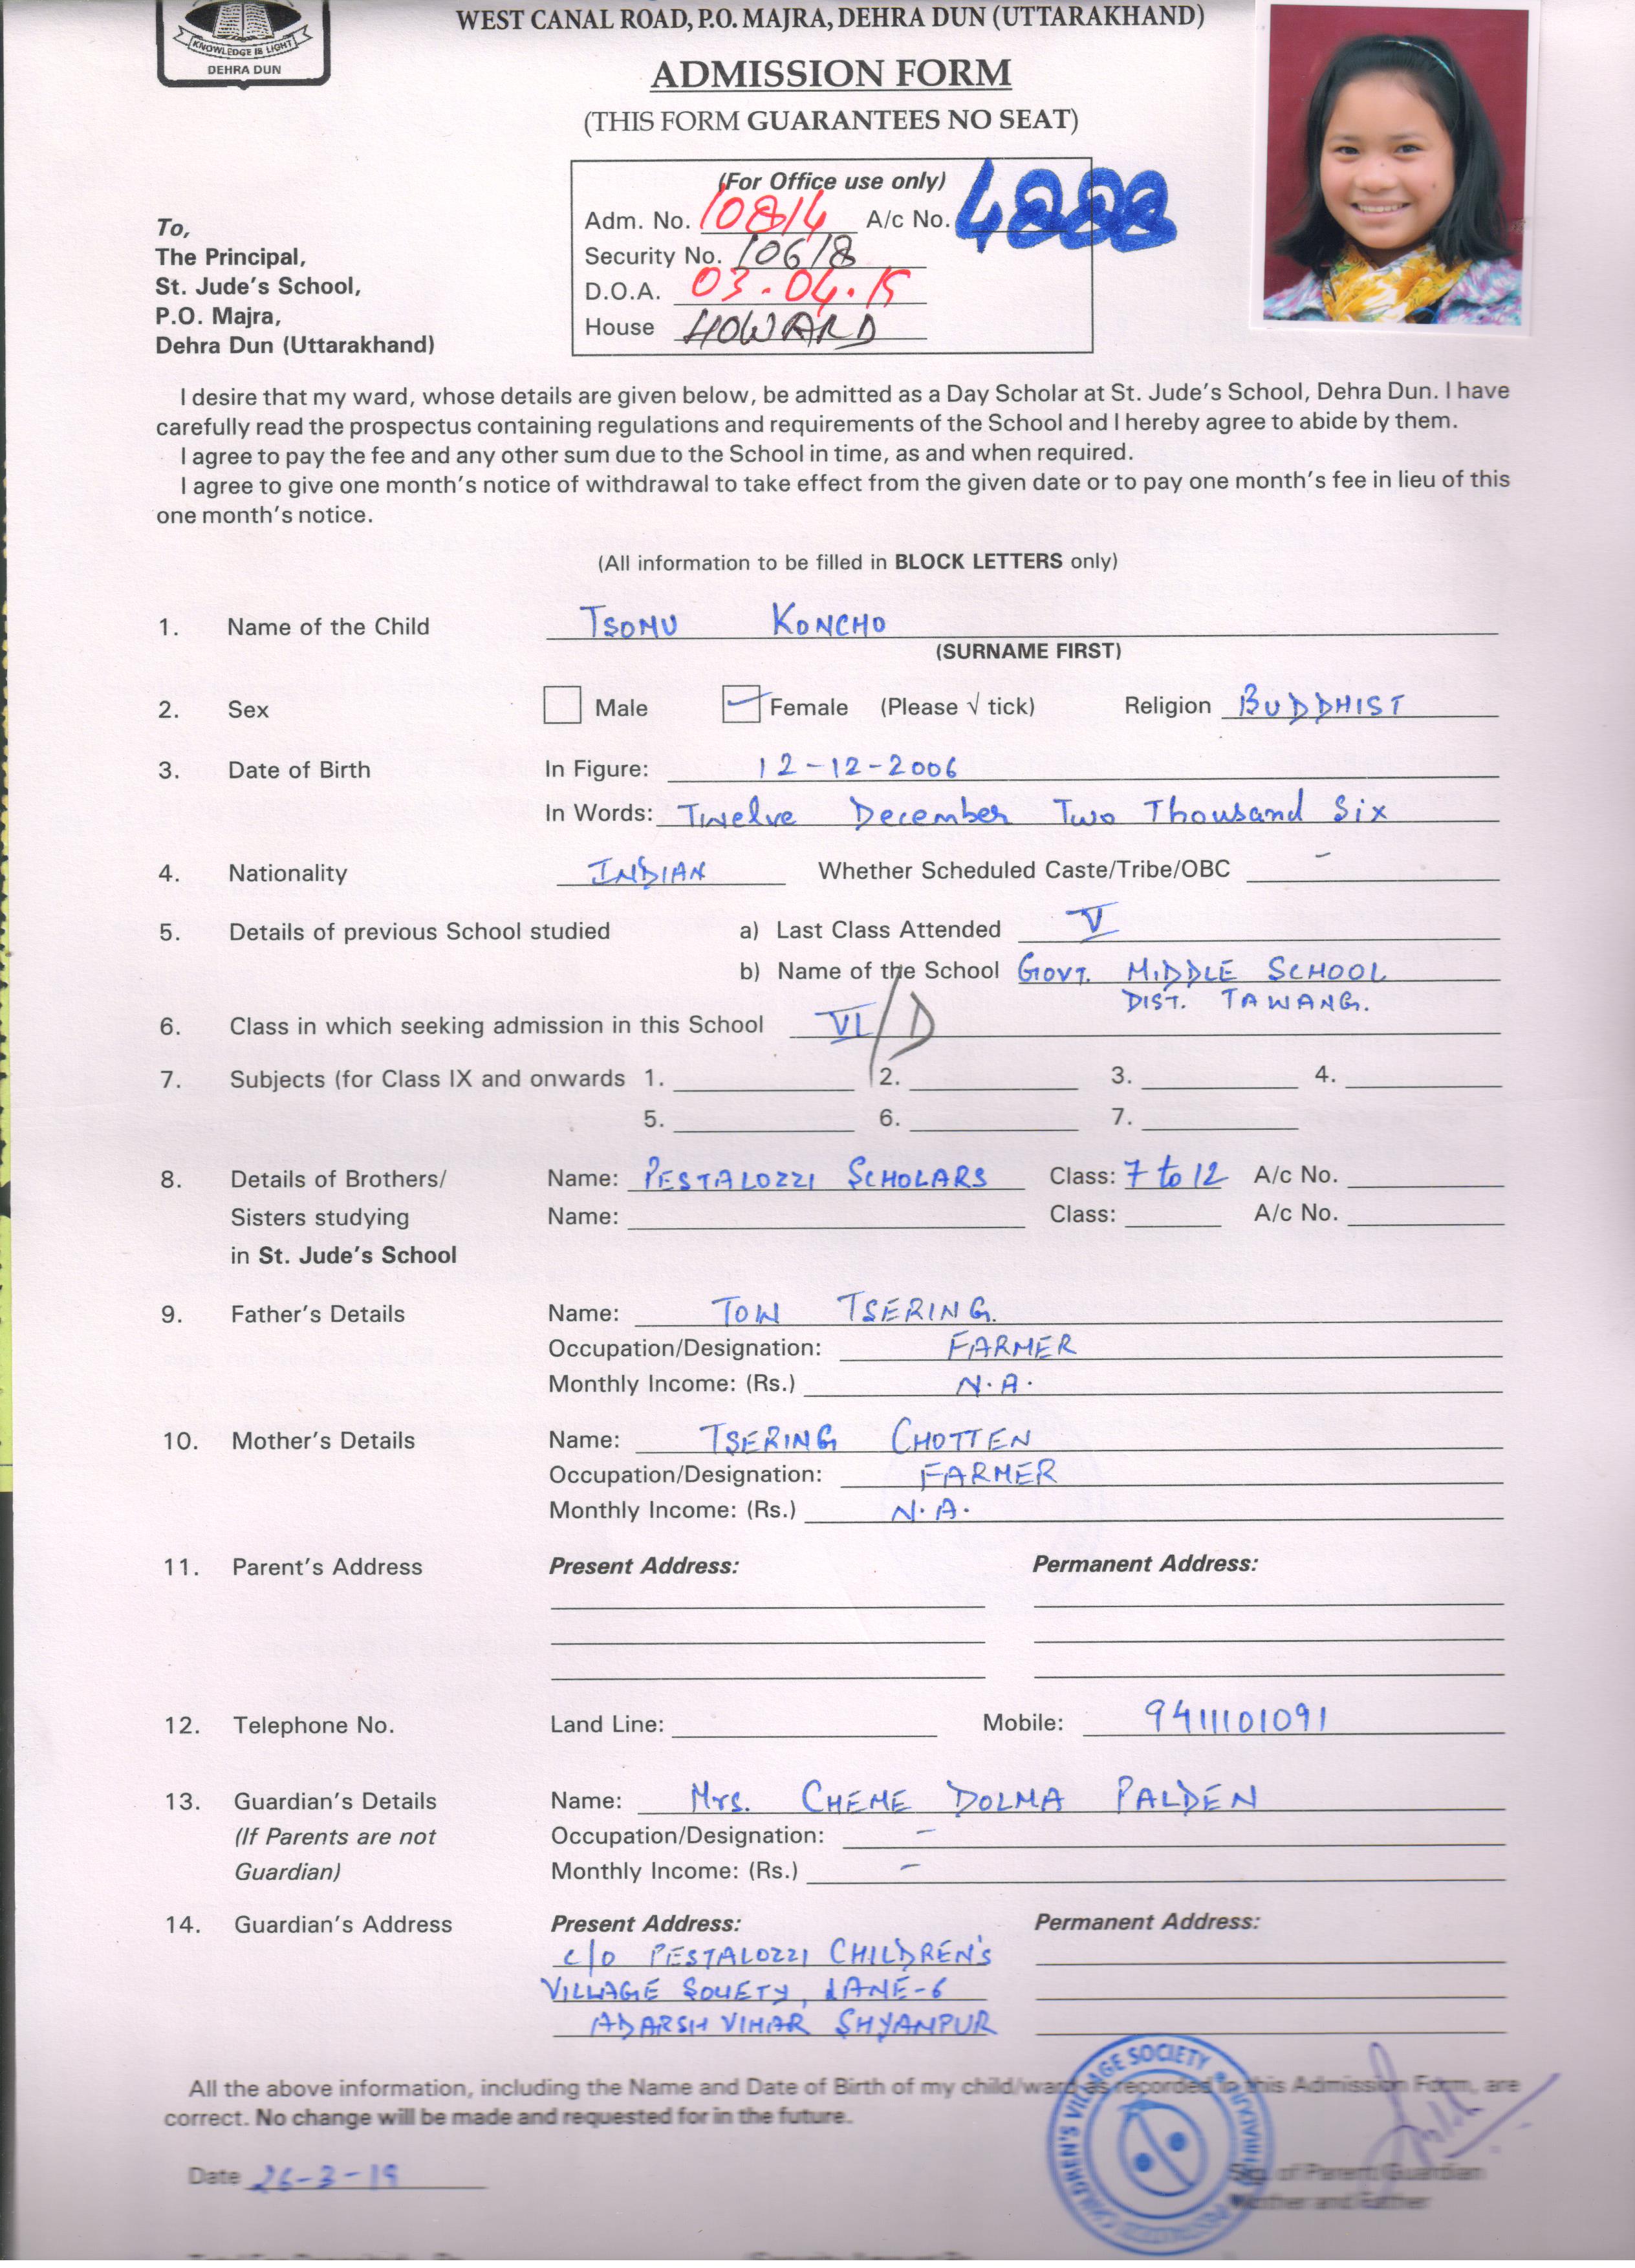 KNOWLEDGE IS LIGHT
DEHRA DUN
WEST CANAL ROAD, P.O. MAJRA, DEHRA DUN (UTTARAKHAND)
ADMISSION FORM
(THIS FORM GUARANTEES NO SEAT)
(For Office use only)
Adm. No. 10814 A/c No. 4888
Security No. 10618
D.O.A. 03.04.19
House HOWARD
To,
The Principal,
St. Jude's School,
P.O. Majra,
Dehra Dun (Uttarakhand)
I desire that my ward, whose details are given below, be admitted as a Day Scholar at St. Jude's School, Dehra Dun. I have
carefully read the prospectus containing regulations and requirements of the School and I hereby agree to abide by them.
I agree to pay the fee and any other sum due to the School in time, as and when required.
I agree to give one month's notice of withdrawal to take effect from the given date or to pay one month's fee in lieu of this
one month's notice.
(All information to be filled in BLOCK LETTERS only)
1. Name of the Child TSOMU KONCHO
(SURNAME FIRST)
2. Sex Male Female (Please √ tick) Religion BUDDHIST
3. Date of Birth In Figure: 12-12-2006
In Words: Twelve December Two Thousand Six
4. Nationality INDIAN Whether Scheduled Caste/Tribe/OBC -
5. Details of previous School studied a) Last Class Attended V
b) Name of the School GOVT. MIDDLE SCHOOL
DIST. TAWANG.
6. Class in which seeking admission in this School VI/D
7. Subjects (for Class IX and onwards 1. 2. 3. 4.
5. 6. 7.
8. Details of Brothers/ Name: PESTALOZZI SCHOLARS Class: 7 to 12 A/c No.
Sisters studying Name: Class: A/c No.
in St. Jude's School
9. Father's Details Name: TOW TSERING.
Occupation/Designation: FARMER
Monthly Income: (Rs.) N.A.
10. Mother's Details Name: TSERING CHOTTEN
Occupation/Designation: FARMER
Monthly Income: (Rs.) N.A.
11. Parent's Address Present Address: Permanent Address:
12. Telephone No. Land Line: Mobile: 9411101091
13. Guardian's Details Name: Mrs. CHEME DOLMA PALDEN
(If Parents are not Occupation/Designation: -
Guardian) Monthly Income: (Rs.) -
14. Guardian's Address Present Address: Permanent Address:
c/o PESTALOZZI CHILDREN'S
VILLAGE SOCIETY, LANE-6
ADARSH VIHAR SHYAMPUR
All the above information, including the Name and Date of Birth of my child/ward as recorded in this Admission Form, are
correct. No change will be made and requested for in the future.
CHILDREN'S VILLAGE SOCIETY
Date 26-3-19
Sig. of Parent/Guardian
Mother and Father